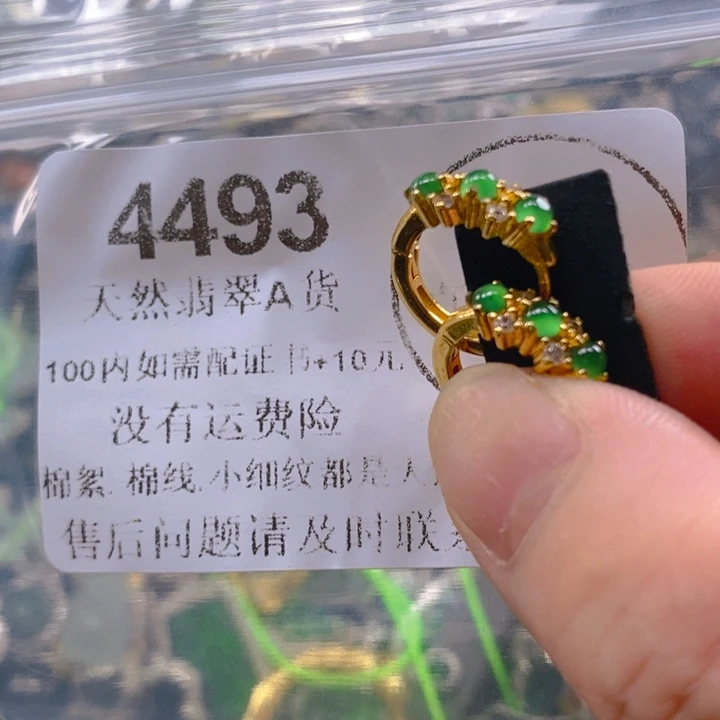 4493
天然翡翠A货
100内如需配证书+10元
没有运费险
棉絮.棉线.小细纹都是天
售后问题请及时联系